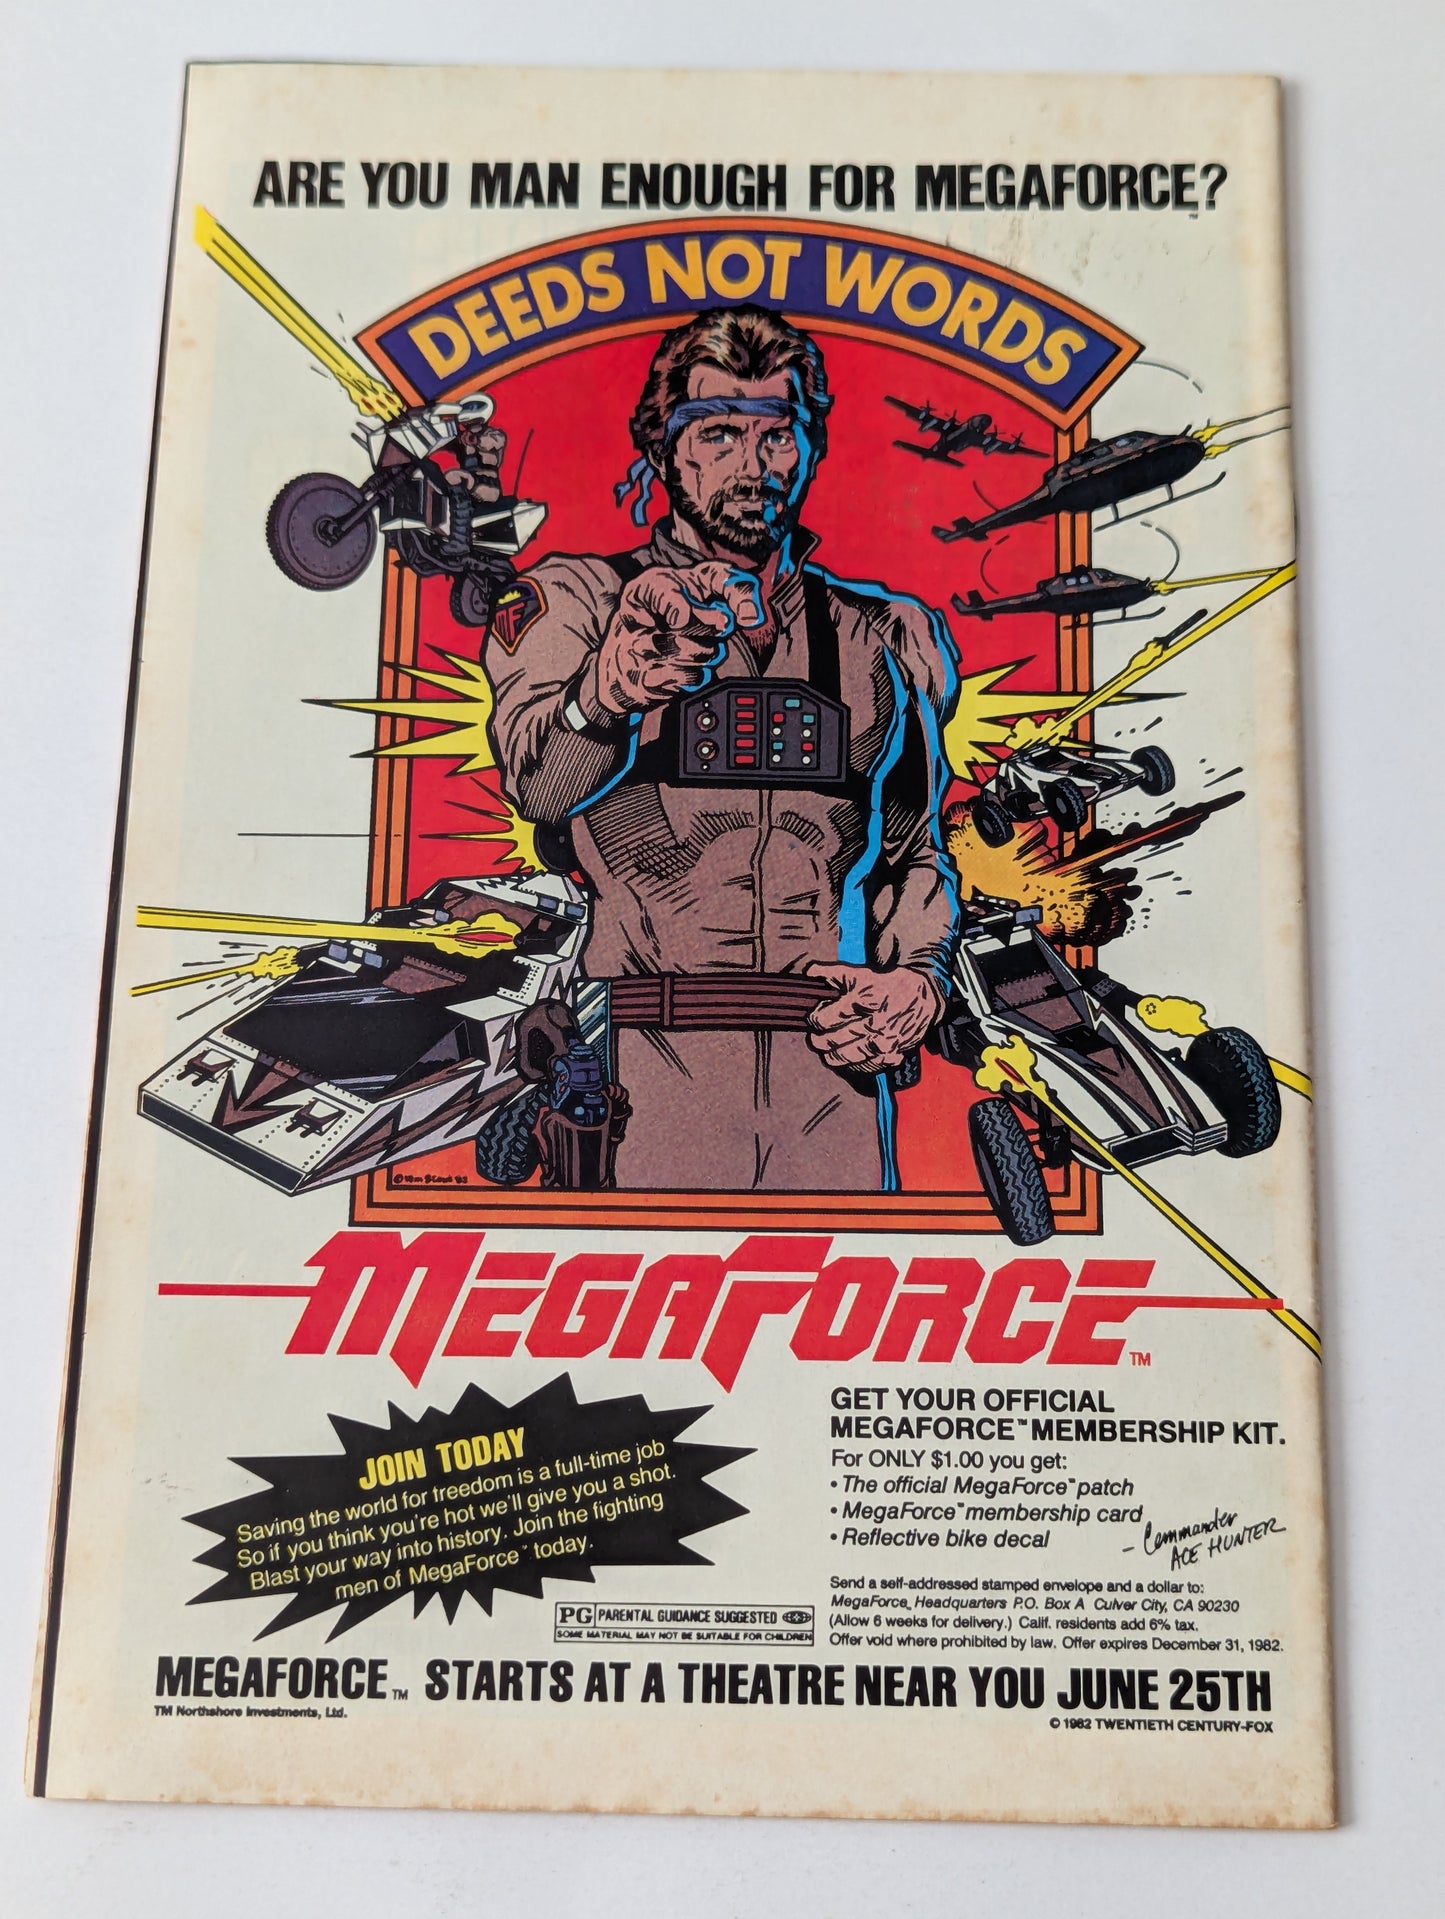 ARE YOU MAN ENOUGH FOR MEGAFORCE?™
DEEDS NOT WORDS
MF
MEGAFORCE™
JOIN TODAY
Saving the world for freedom is a full-time job
So if you think you're hot we'll give you a shot.
Blast your way into history. Join the fighting
men of MegaForce™ today.
GET YOUR OFFICIAL
MEGAFORCE™ MEMBERSHIP KIT.
For ONLY $1.00 you get:
• The official MegaForce™ patch
• MegaForce™ membership card
• Reflective bike decal
- Commander
ACE HUNTER
Send a self-addressed stamped envelope and a dollar to:
MegaForce™ Headquarters P.O. Box A Culver City, CA 90230
(Allow 6 weeks for delivery.) Calif. residents add 6% tax.
Offer void where prohibited by law. Offer expires December 31, 1982.
PG PARENTAL GUIDANCE SUGGESTED
SOME MATERIAL MAY NOT BE SUITABLE FOR CHILDREN
MEGAFORCE™ STARTS AT A THEATRE NEAR YOU JUNE 25TH
TM Northshore Investments, Ltd.
© 1982 TWENTIETH CENTURY-FOX